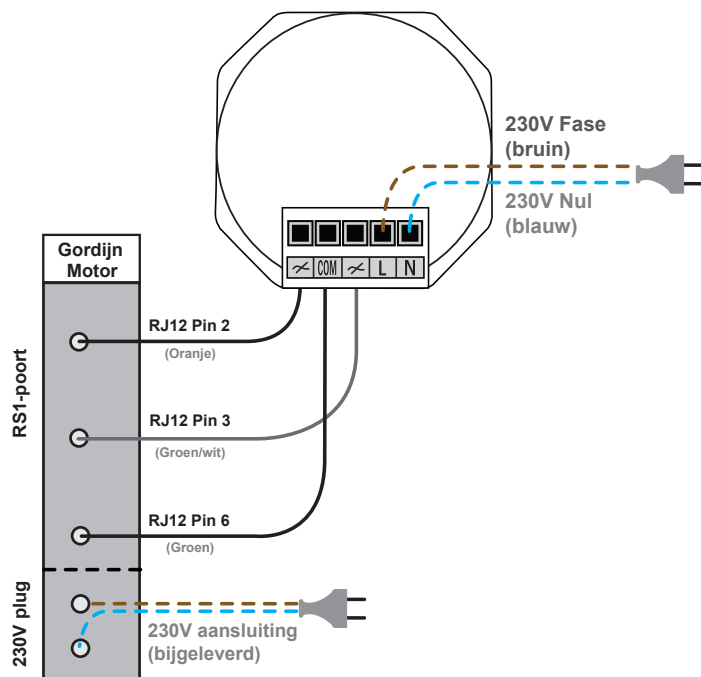 230V Fase
(bruin)
230V Nul
(blauw)
COM
L
N
Gordijn
Motor
RS1-poort
RJ12 Pin 2
(Oranje)
RJ12 Pin 3
(Groen/wit)
RJ12 Pin 6
(Groen)
230V plug
230V aansluiting
(bijgeleverd)